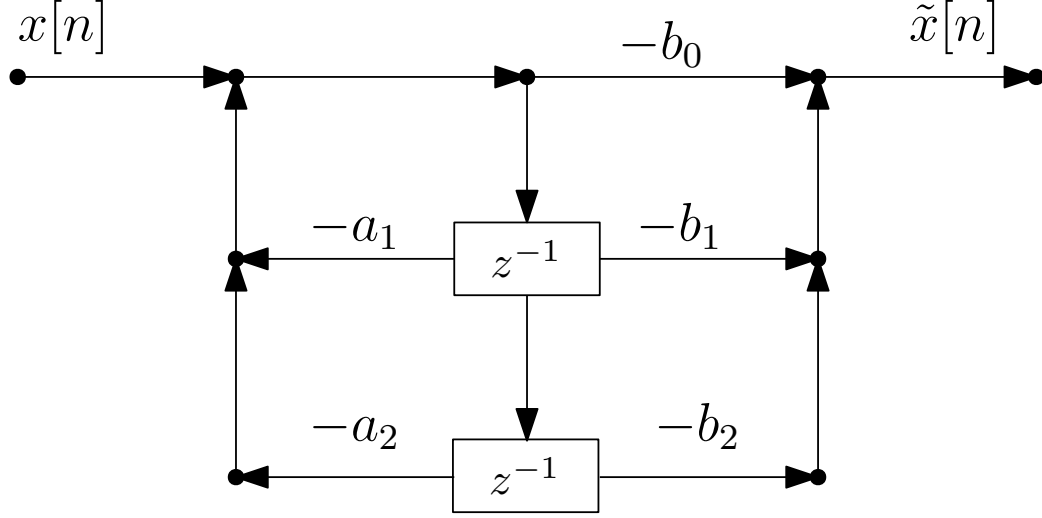 x[n] −b₀ x̃[n]
−a₁ z⁻¹ −b₁
−a₂ z⁻¹ −b₂